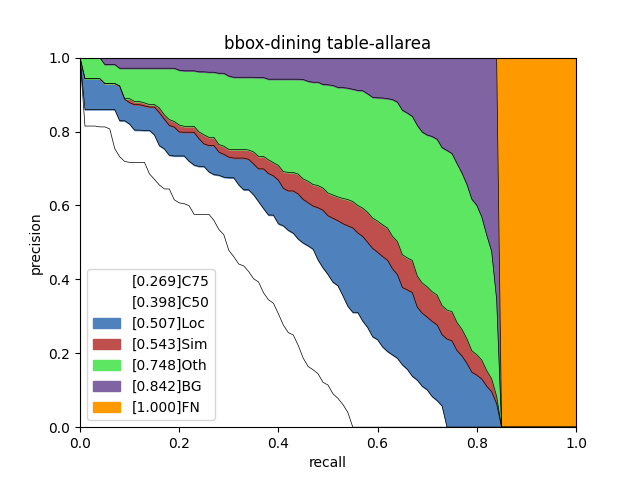 bbox-dining table-allarea
precision
1.0
0.8
0.6
0.4
0.2
0.0
[0.269]C75
[0.398]C50
[0.507]Loc
[0.543]Sim
[0.748]Oth
[0.842]BG
[1.000]FN
0.0 0.2 0.4 0.6 0.8 1.0
recall